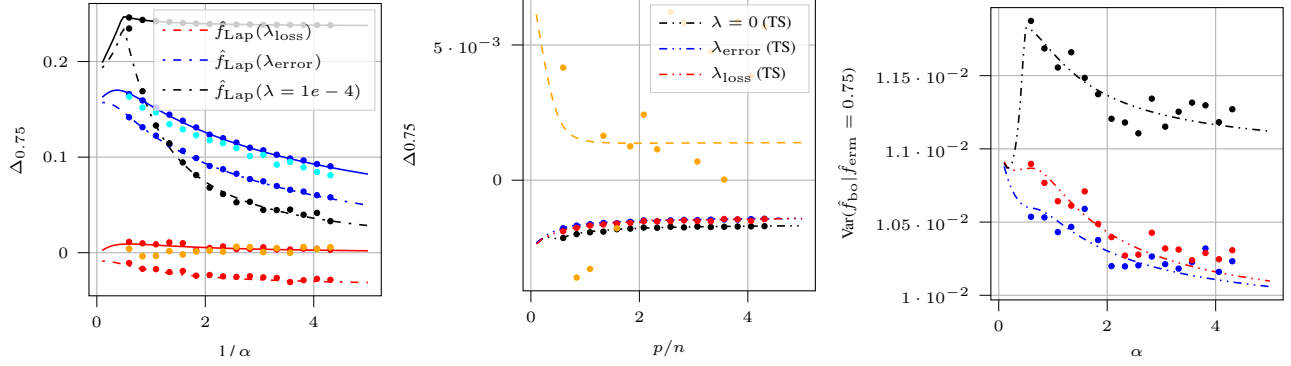 0.2
0.1
0
0
2
4
1/α
Δ0.75
f̂Lap(λloss)
f̂Lap(λerror)
f̂Lap(λ = 1e − 4)
5 · 10−3
0
0
2
4
p/n
Δ0.75
λ = 0 (TS)
λerror (TS)
λloss (TS)
1.15 · 10−2
1.1 · 10−2
1.05 · 10−2
1 · 10−2
0
2
4
α
Var(f̂bo|f̂erm = 0.75)